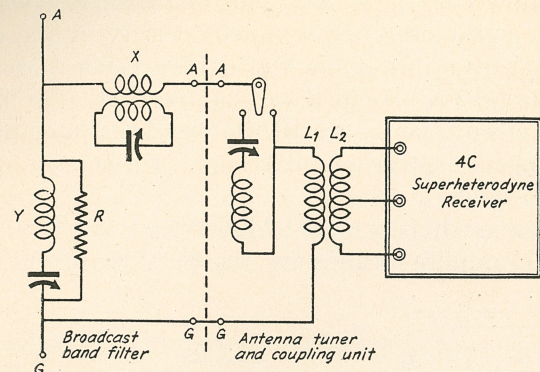 A
X
A A
L1 L2
4C
Superheterodyne
Receiver
Y
R
G G
Broadcast
band filter
Antenna tuner
and coupling unit
G